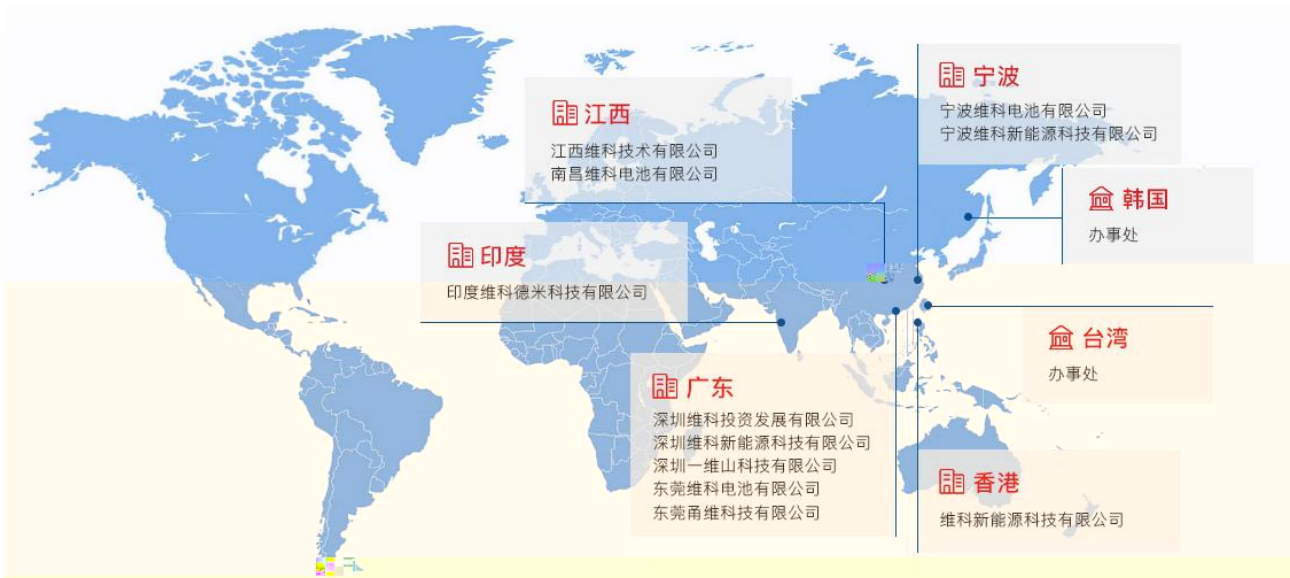 宁波
宁波维科电池有限公司
宁波维科新能源科技有限公司
江西
江西维科技术有限公司
南昌维科电池有限公司
韩国
办事处
印度
印度维科德米科技有限公司
台湾
办事处
广东
深圳维科投资发展有限公司
深圳维科新能源科技有限公司
深圳一维山科技有限公司
东莞维科电池有限公司
东莞甬维科技有限公司
香港
维科新能源科技有限公司